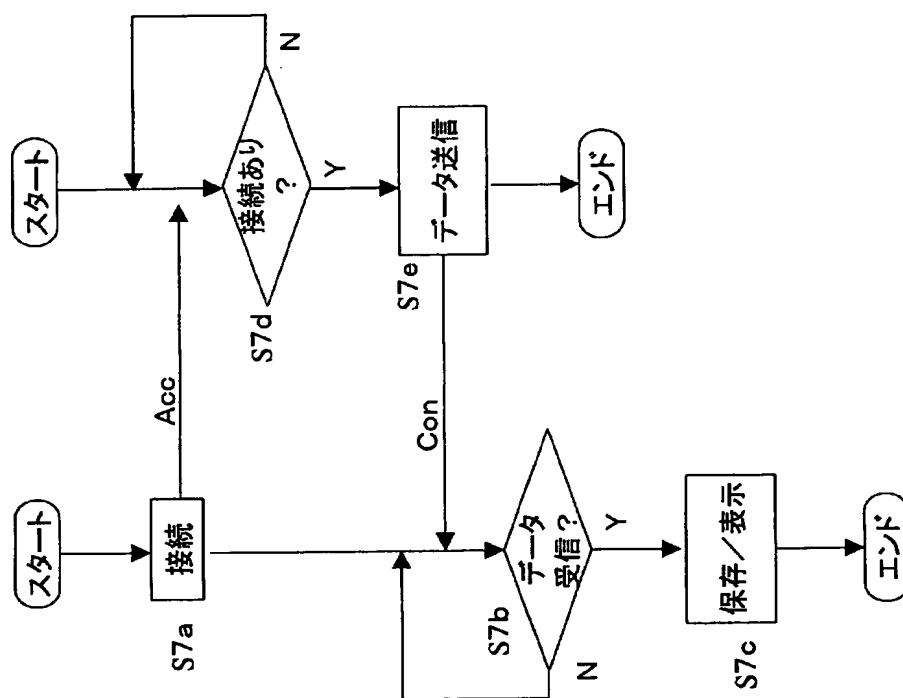 スタート
接続
S7a
Acc
データ
受信?
S7b
N
Y
保存/表示
S7c
エンド
スタート
接続あり
?
S7d
N
Y
データ送信
S7e
Con
エンド